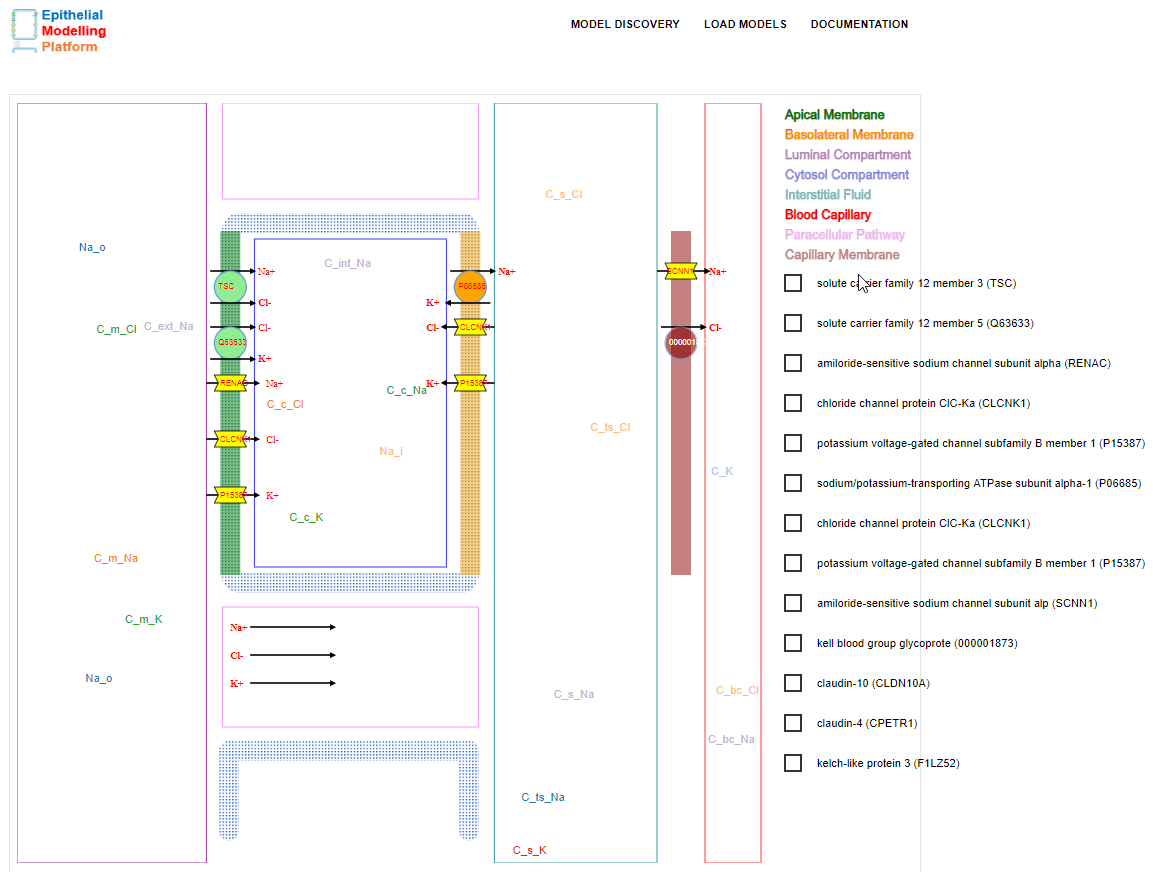 Epithelial
Modelling
Platform
MODEL DISCOVERY LOAD MODELS DOCUMENTATION
Apical Membrane
Basolateral Membrane
Luminal Compartment
Cytosol Compartment
Interstitial Fluid
Blood Capillary
Paracellular Pathway
Capillary Membrane
solute carrier family 12 member 3 (TSC)
solute carrier family 12 member 5 (Q63633)
amiloride-sensitive sodium channel subunit alpha (RENAC)
chloride channel protein ClC-Ka (CLCNK1)
potassium voltage-gated channel subfamily B member 1 (P15387)
sodium/potassium-transporting ATPase subunit alpha-1 (P06685)
chloride channel protein ClC-Ka (CLCNK1)
potassium voltage-gated channel subfamily B member 1 (P15387)
amiloride-sensitive sodium channel subunit alp (SCNN1)
kell blood group glycoprote (000001873)
claudin-10 (CLDN10A)
claudin-4 (CPETR1)
kelch-like protein 3 (F1LZ52)
Na_o
C_m_Cl
C_ext_Na
C_m_Na
C_m_K
Na_o
TSC
Na+
Cl-
Q63633
Cl-
K+
RENAC
Na+
CLCNK1
Cl-
P15387
K+
C_int_Na
C_c_Cl
C_c_Na
Na_i
C_c_K
P06685
Na+
K+
CLCNK1
Cl-
P15387
K+
Na+
Cl-
K+
C_s_Cl
C_ts_Cl
C_s_Na
C_ts_Na
C_s_K
SCNN1
Na+
Cl-
C_K
C_bc_Cl
C_bc_Na